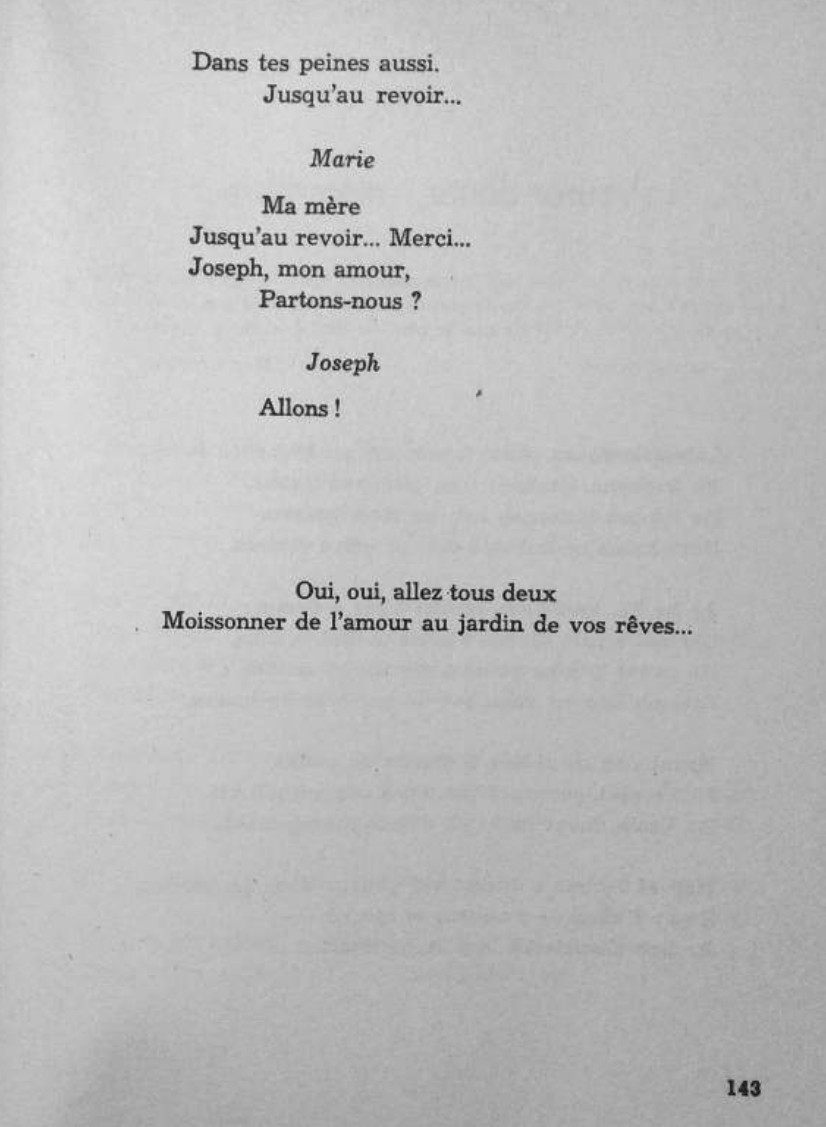 Dans tes peines aussi.
Jusqu'au revoir...
Marie
Ma mère
Jusqu'au revoir... Merci...
Joseph, mon amour,
Partons-nous ?
Joseph
Allons !
Oui, oui, allez tous deux
Moissonner de l'amour au jardin de vos rêves...
143